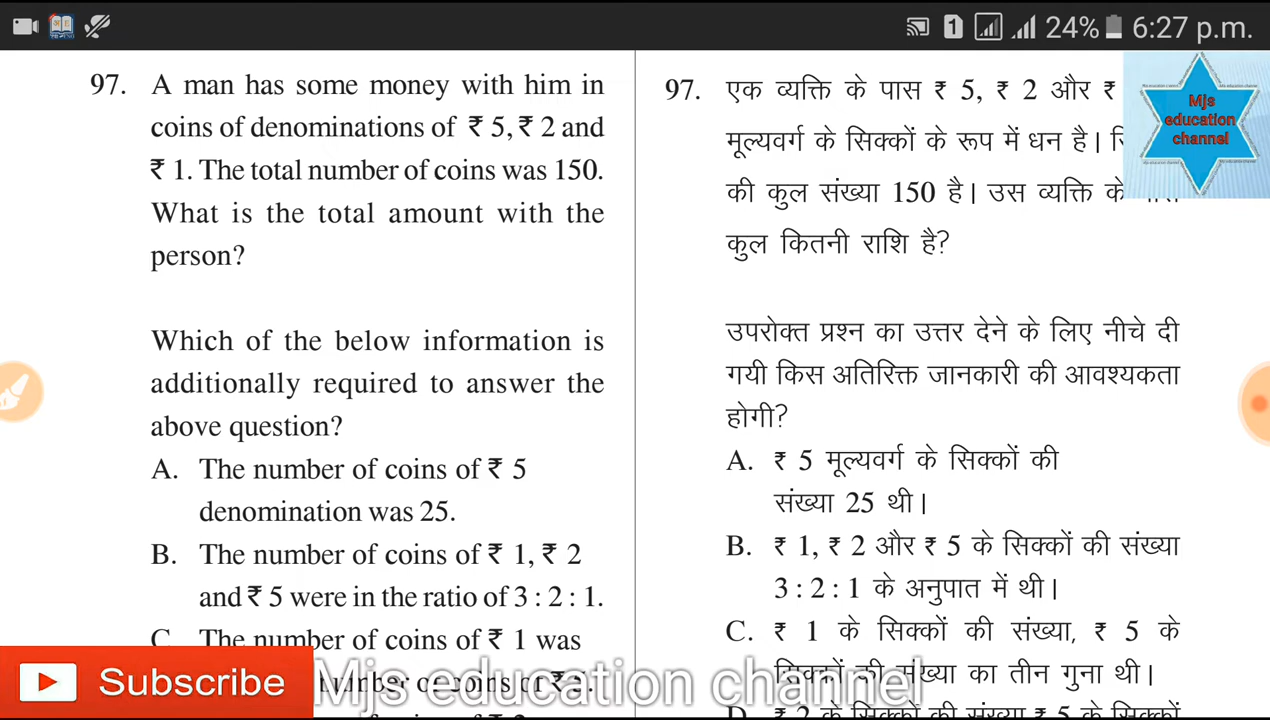 24% 6:27 p.m.
97. A man has some money with him in
coins of denominations of ₹ 5, ₹ 2 and
₹ 1. The total number of coins was 150.
What is the total amount with the
person?
Which of the below information is
additionally required to answer the
above question?
A. The number of coins of ₹ 5
denomination was 25.
B. The number of coins of ₹ 1, ₹ 2
and ₹ 5 were in the ratio of 3 : 2 : 1.
C. The number of coins of ₹ 1 was
number of coins of ₹
97. एक व्यक्ति के पास ₹ 5, ₹ 2 और ₹
मूल्यवर्ग के सिक्कों के रूप में धन है।
की कुल संख्या 150 है। उस व्यक्ति के
कुल कितनी राशि है?
उपरोक्त प्रश्न का उत्तर देने के लिए नीचे दी
गयी किस अतिरिक्त जानकारी की आवश्यकता
होगी?
A. ₹ 5 मूल्यवर्ग के सिक्कों की
संख्या 25 थी।
B. ₹ 1, ₹ 2 और ₹ 5 के सिक्कों की संख्या
3 : 2 : 1 के अनुपात में थी।
C. ₹ 1 के सिक्कों की संख्या, ₹ 5 के
सिक्कों की संख्या का तीन गुना थी।
D. ₹ 2 के सिक्कों की संख्या ₹ 5 के सिक्कों
Mjs
education
channel
Subscribe
Mjs education channel